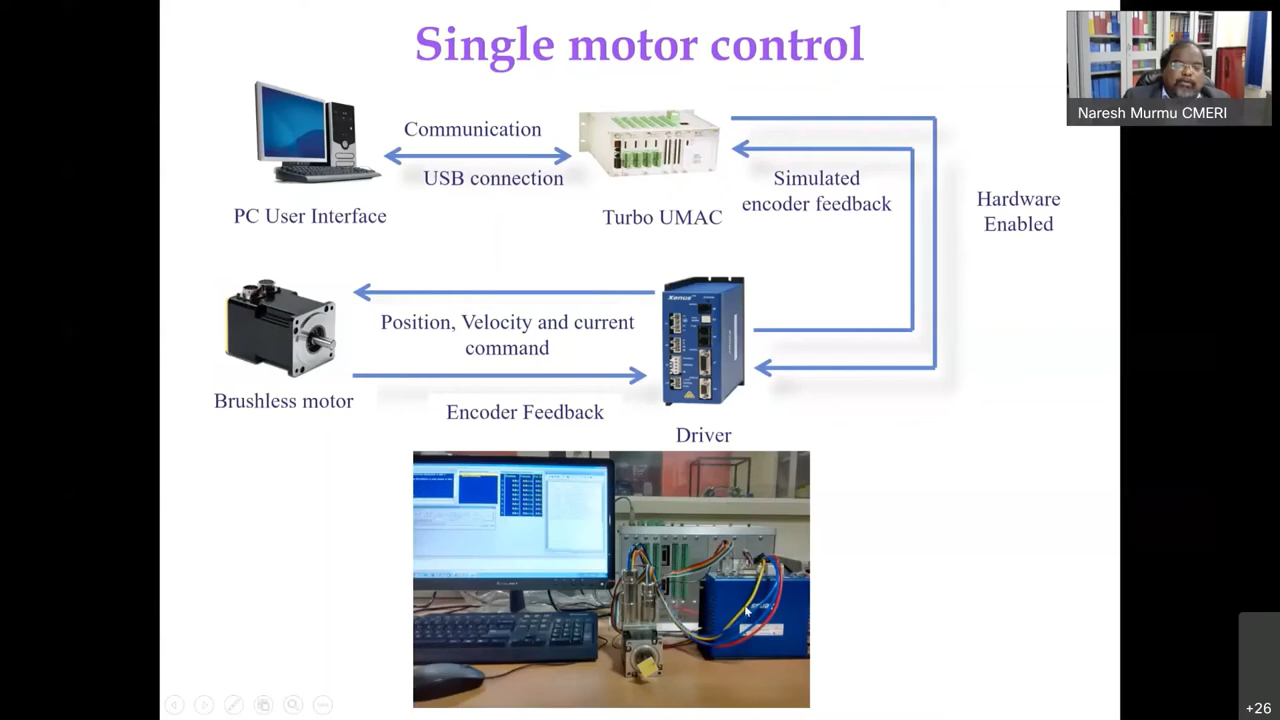 Single motor control
Naresh Murmu CMERI
Communication
USB connection
PC User Interface
Turbo UMAC
Simulated
encoder feedback
Hardware
Enabled
Position, Velocity and current
command
Xenus
Brushless motor
Encoder Feedback
Driver
+26